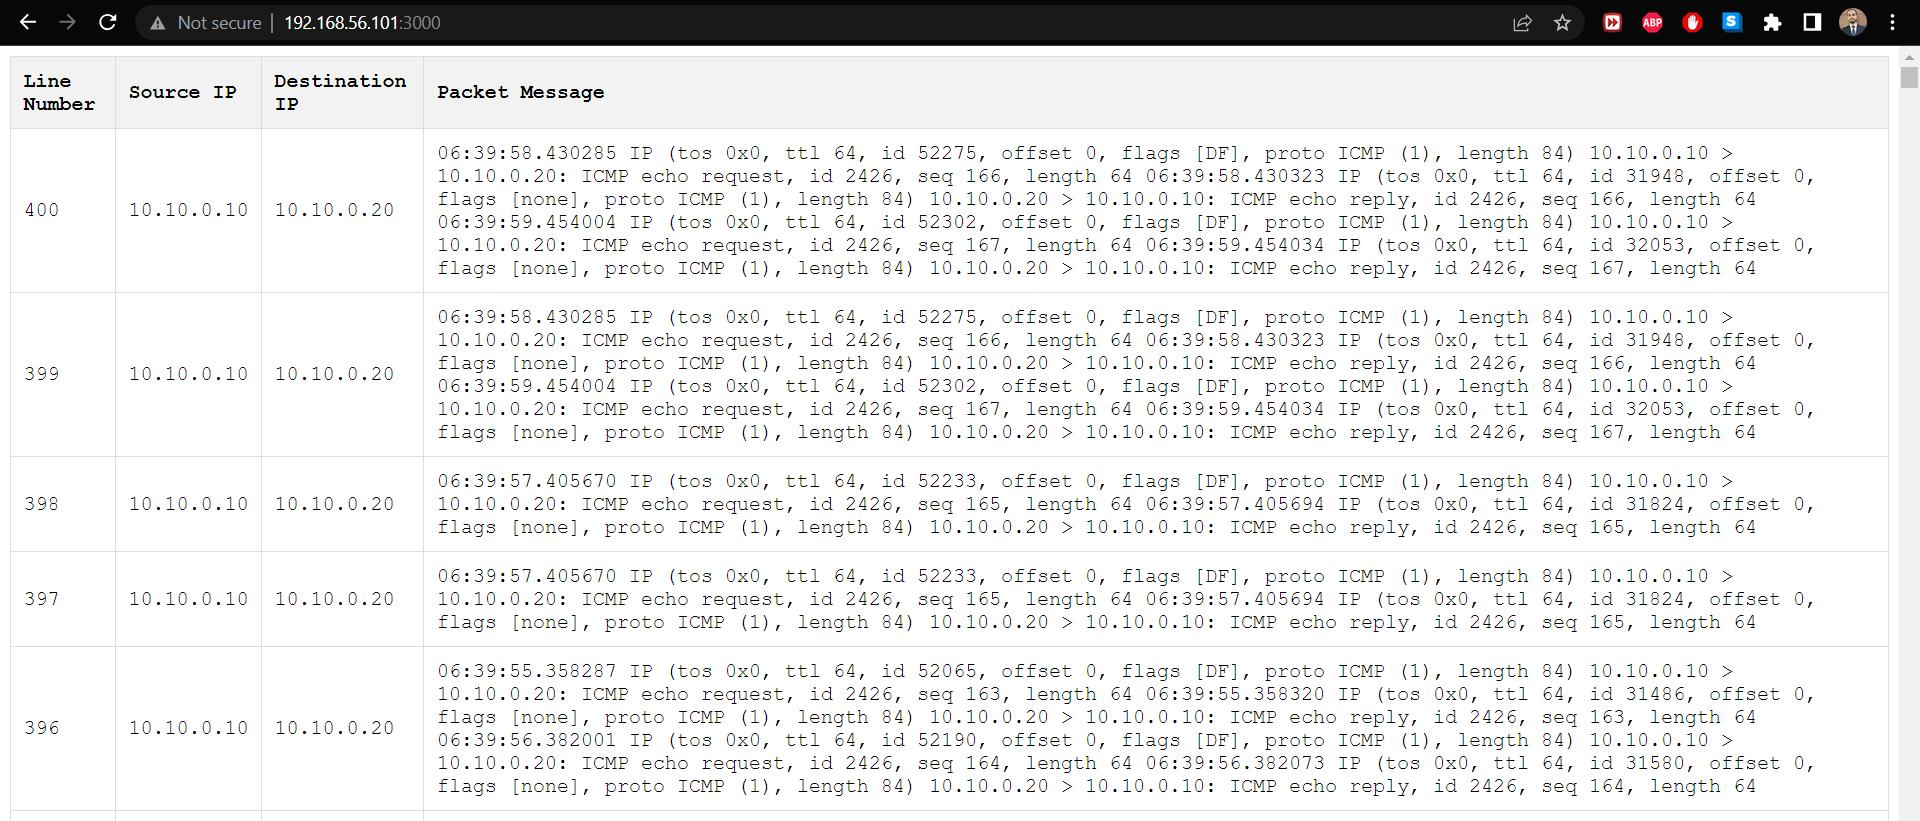 Not secure | 192.168.56.101:3000
ABP
S
Line Number
Source IP
Destination IP
Packet Message
400
10.10.0.10
10.10.0.20
06:39:58.430285 IP (tos 0x0, ttl 64, id 52275, offset 0, flags [DF], proto ICMP (1), length 84) 10.10.0.10 >
10.10.0.20: ICMP echo request, id 2426, seq 166, length 64 06:39:58.430323 IP (tos 0x0, ttl 64, id 31948, offset 0,
flags [none], proto ICMP (1), length 84) 10.10.0.20 > 10.10.0.10: ICMP echo reply, id 2426, seq 166, length 64
06:39:59.454004 IP (tos 0x0, ttl 64, id 52302, offset 0, flags [DF], proto ICMP (1), length 84) 10.10.0.10 >
10.10.0.20: ICMP echo request, id 2426, seq 167, length 64 06:39:59.454034 IP (tos 0x0, ttl 64, id 32053, offset 0,
flags [none], proto ICMP (1), length 84) 10.10.0.20 > 10.10.0.10: ICMP echo reply, id 2426, seq 167, length 64
399
10.10.0.10
10.10.0.20
06:39:58.430285 IP (tos 0x0, ttl 64, id 52275, offset 0, flags [DF], proto ICMP (1), length 84) 10.10.0.10 >
10.10.0.20: ICMP echo request, id 2426, seq 166, length 64 06:39:58.430323 IP (tos 0x0, ttl 64, id 31948, offset 0,
flags [none], proto ICMP (1), length 84) 10.10.0.20 > 10.10.0.10: ICMP echo reply, id 2426, seq 166, length 64
06:39:59.454004 IP (tos 0x0, ttl 64, id 52302, offset 0, flags [DF], proto ICMP (1), length 84) 10.10.0.10 >
10.10.0.20: ICMP echo request, id 2426, seq 167, length 64 06:39:59.454034 IP (tos 0x0, ttl 64, id 32053, offset 0,
flags [none], proto ICMP (1), length 84) 10.10.0.20 > 10.10.0.10: ICMP echo reply, id 2426, seq 167, length 64
398
10.10.0.10
10.10.0.20
06:39:57.405670 IP (tos 0x0, ttl 64, id 52233, offset 0, flags [DF], proto ICMP (1), length 84) 10.10.0.10 >
10.10.0.20: ICMP echo request, id 2426, seq 165, length 64 06:39:57.405694 IP (tos 0x0, ttl 64, id 31824, offset 0,
flags [none], proto ICMP (1), length 84) 10.10.0.20 > 10.10.0.10: ICMP echo reply, id 2426, seq 165, length 64
397
10.10.0.10
10.10.0.20
06:39:57.405670 IP (tos 0x0, ttl 64, id 52233, offset 0, flags [DF], proto ICMP (1), length 84) 10.10.0.10 >
10.10.0.20: ICMP echo request, id 2426, seq 165, length 64 06:39:57.405694 IP (tos 0x0, ttl 64, id 31824, offset 0,
flags [none], proto ICMP (1), length 84) 10.10.0.20 > 10.10.0.10: ICMP echo reply, id 2426, seq 165, length 64
396
10.10.0.10
10.10.0.20
06:39:55.358287 IP (tos 0x0, ttl 64, id 52065, offset 0, flags [DF], proto ICMP (1), length 84) 10.10.0.10 >
10.10.0.20: ICMP echo request, id 2426, seq 163, length 64 06:39:55.358320 IP (tos 0x0, ttl 64, id 31486, offset 0,
flags [none], proto ICMP (1), length 84) 10.10.0.20 > 10.10.0.10: ICMP echo reply, id 2426, seq 163, length 64
06:39:56.382001 IP (tos 0x0, ttl 64, id 52190, offset 0, flags [DF], proto ICMP (1), length 84) 10.10.0.10 >
10.10.0.20: ICMP echo request, id 2426, seq 164, length 64 06:39:56.382073 IP (tos 0x0, ttl 64, id 31580, offset 0,
flags [none], proto ICMP (1), length 84) 10.10.0.20 > 10.10.0.10: ICMP echo reply, id 2426, seq 164, length 64